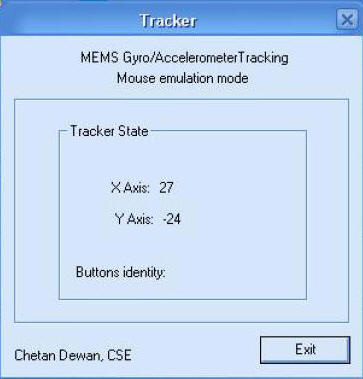 Tracker
MEMS Gyro/AccelerometerTracking
Mouse emulation mode
Tracker State
X Axis: 27
Y Axis: -24
Buttons identity:
Chetan Dewan, CSE
Exit